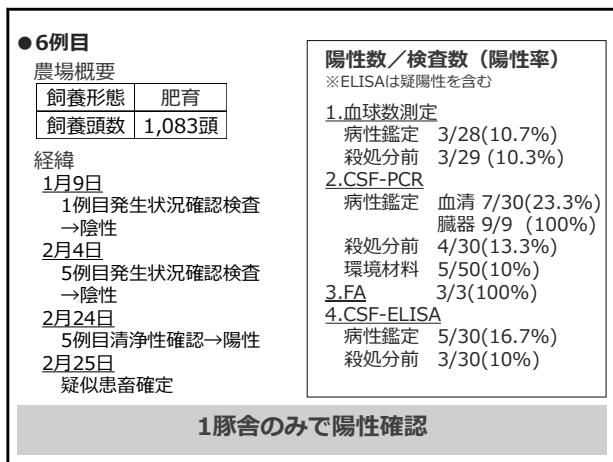 ●6例目
農場概要
飼養形態 肥育
飼養頭数 1,083頭
経緯
1月9日
1例目発生状況確認検査
→陰性
2月4日
5例目発生状況確認検査
→陰性
2月24日
5例目清浄性確認→陽性
2月25日
疑似患畜確定
陽性数／検査数（陽性率）
※ELISAは疑陽性を含む
1.血球数測定
病性鑑定 3/28(10.7%)
殺処分前 3/29 (10.3%)
2.CSF-PCR
病性鑑定 血清 7/30(23.3%)
臓器 9/9 (100%)
殺処分前 4/30(13.3%)
環境材料 5/50(10%)
3.FA 3/3(100%)
4.CSF-ELISA
病性鑑定 5/30(16.7%)
殺処分前 3/30(10%)
1豚舎のみで陽性確認